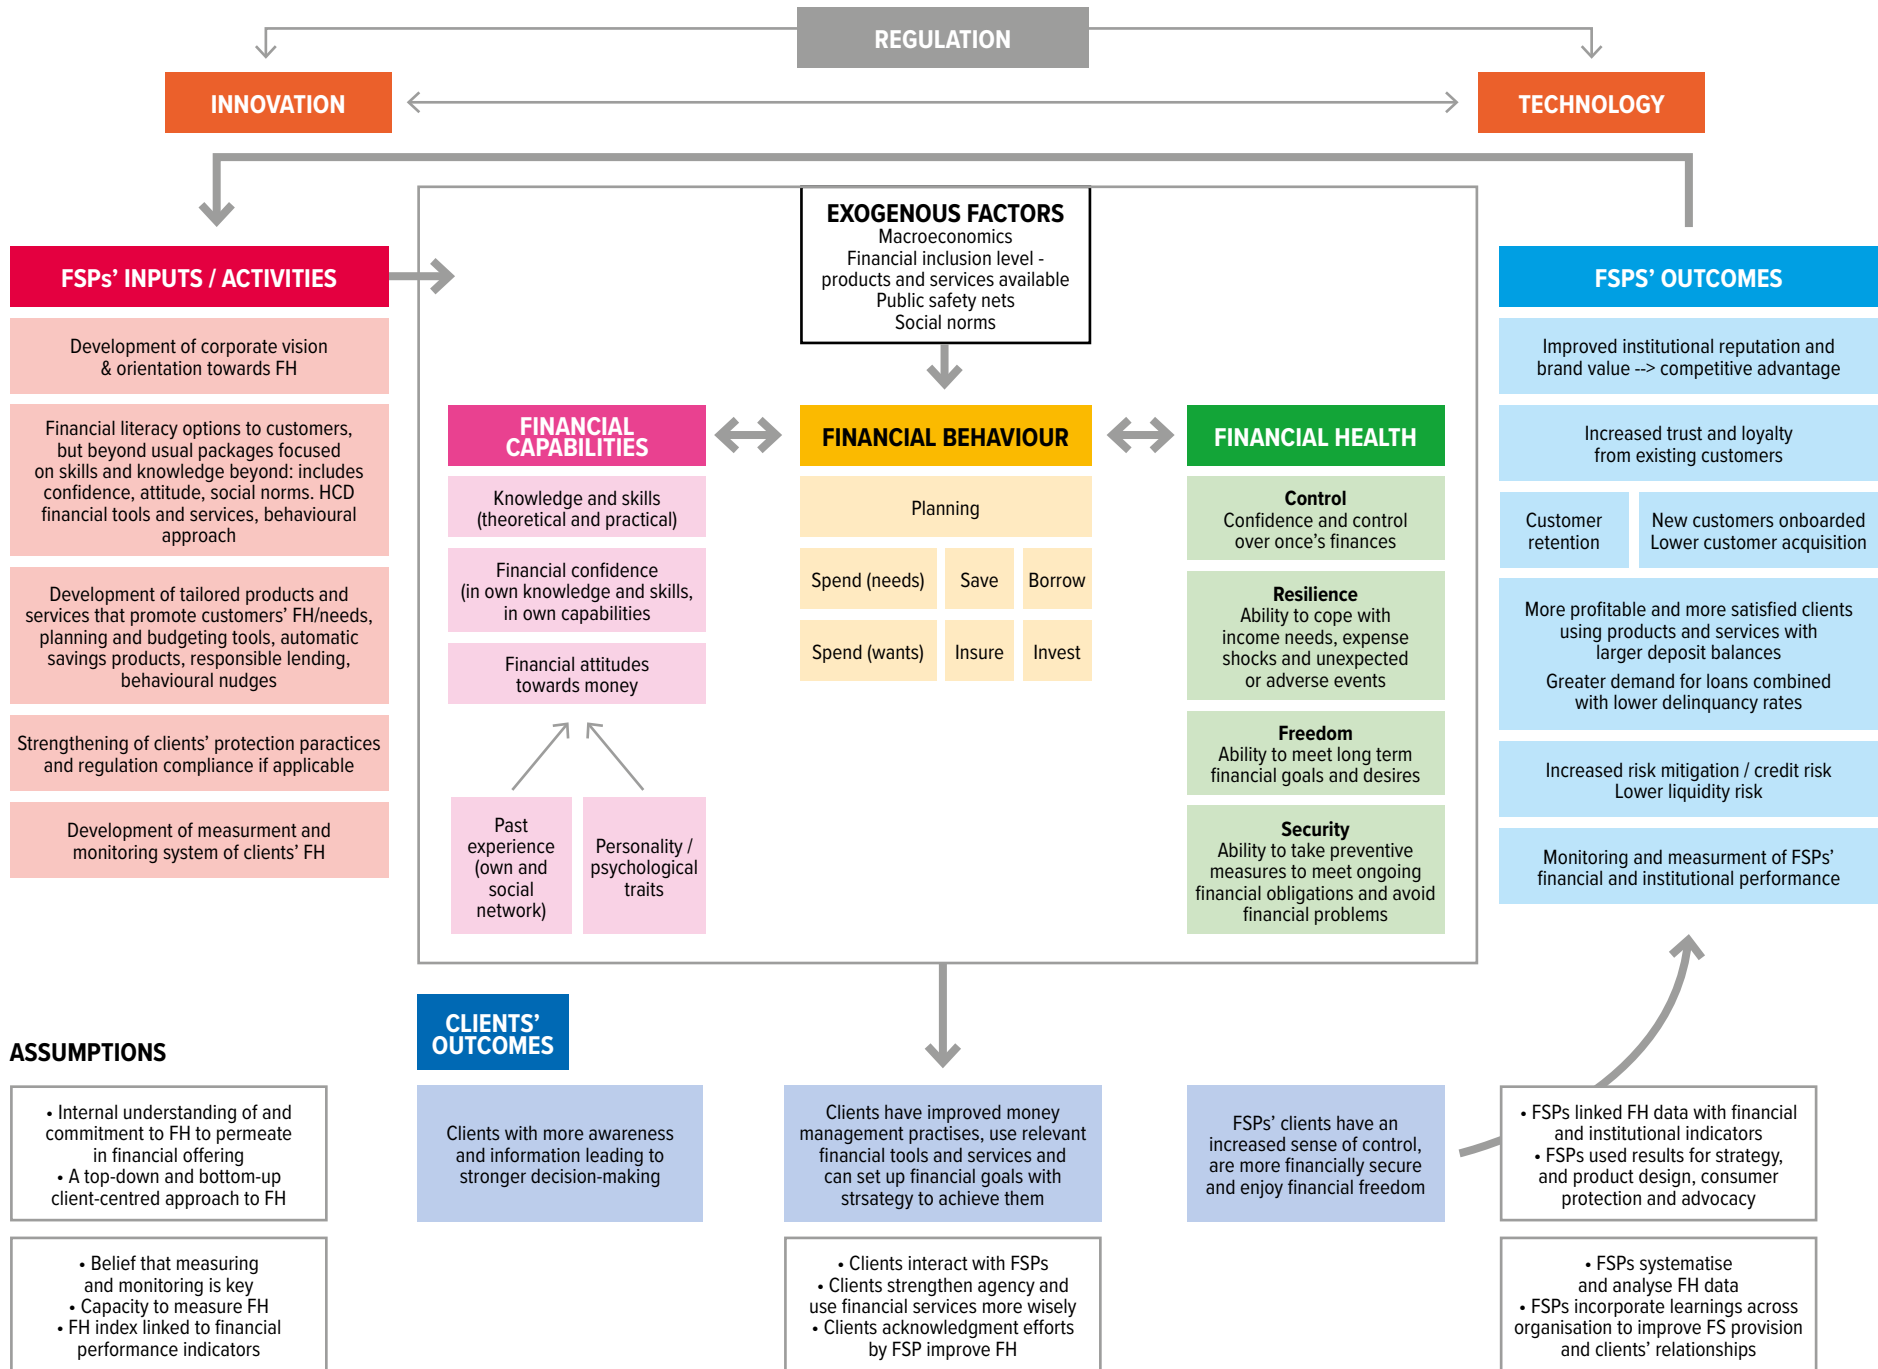 REGULATION
INNOVATION
TECHNOLOGY
EXOGENOUS FACTORS
Macroeconomics
Financial inclusion level -
products and services available
Public safety nets
Social norms
FSPs' INPUTS / ACTIVITIES
Development of corporate vision
& orientation towards FH
Financial literacy options to customers,
but beyond usual packages focused
on skills and knowledge beyond: includes
confidence, attitude, social norms. HCD
financial tools and services, behavioural
approach
Development of tailored products and
services that promote customers' FH/needs,
planning and budgeting tools, automatic
savings products, responsible lending,
behavioural nudges
Strengthening of clients' protection paractices
and regulation compliance if applicable
Development of measurment and
monitoring system of clients' FH
FINANCIAL
CAPABILITIES
Knowledge and skills
(theoretical and practical)
Financial confidence
(in own knowledge and skills,
in own capabilities
Financial attitudes
towards money
Past
experience
(own and
social
network)
Personality /
psychological
traits
FINANCIAL BEHAVIOUR
Planning
Spend (needs)
Save
Borrow
Spend (wants)
Insure
Invest
FINANCIAL HEALTH
Control
Confidence and control
over once's finances
Resilience
Ability to cope with
income needs, expense
shocks and unexpected
or adverse events
Freedom
Ability to meet long term
financial goals and desires
Security
Ability to take preventive
measures to meet ongoing
financial obligations and avoid
financial problems
FSPS' OUTCOMES
Improved institutional reputation and
brand value --> competitive advantage
Increased trust and loyalty
from existing customers
Customer
retention
New customers onboarded
Lower customer acquisition
More profitable and more satisfied clients
using products and services with
larger deposit balances
Greater demand for loans combined
with lower delinquancy rates
Increased risk mitigation / credit risk
Lower liquidity risk
Monitoring and measurment of FSPs'
financial and institutional performance
ASSUMPTIONS
• Internal understanding of and
commitment to FH to permeate
in financial offering
• A top-down and bottom-up
client-centred approach to FH
• Belief that measuring
and monitoring is key
• Capacity to measure FH
• FH index linked to financial
performance indicators
CLIENTS'
OUTCOMES
Clients with more awareness
and information leading to
stronger decision-making
Clients have improved money
management practises, use relevant
financial tools and services and
can set up financial goals with
strsategy to achieve them
• Clients interact with FSPs
• Clients strengthen agency and
use financial services more wisely
• Clients acknowledgment efforts
by FSP improve FH
FSPs' clients have an
increased sense of control,
are more financially secure
and enjoy financial freedom
• FSPs linked FH data with financial
and institutional indicators
• FSPs used results for strategy,
and product design, consumer
protection and advocacy
• FSPs systematise
and analyse FH data
• FSPs incorporate learnings across
organisation to improve FS provision
and clients' relationships